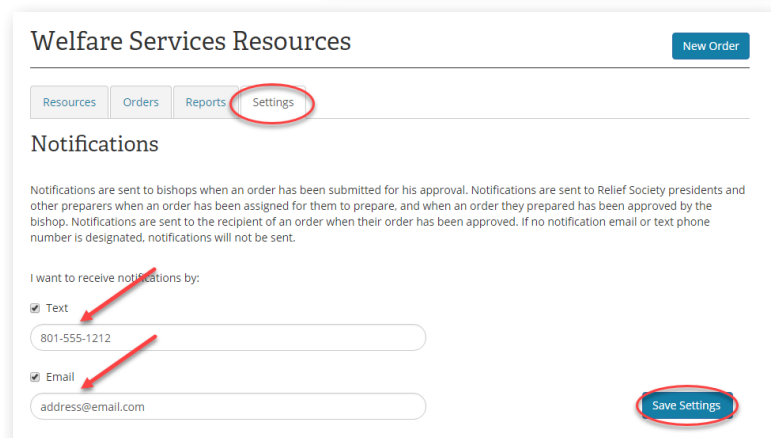 Welfare Services Resources
New Order
Resources Orders Reports Settings
Notifications
Notifications are sent to bishops when an order has been submitted for his approval. Notifications are sent to Relief Society presidents and
other preparers when an order has been assigned for them to prepare, and when an order they prepared has been approved by the
bishop. Notifications are sent to the recipient of an order when their order has been approved. If no notification email or text phone
number is designated, notifications will not be sent.
I want to receive notifications by:
Text
801-555-1212
Email
address@email.com
Save Settings